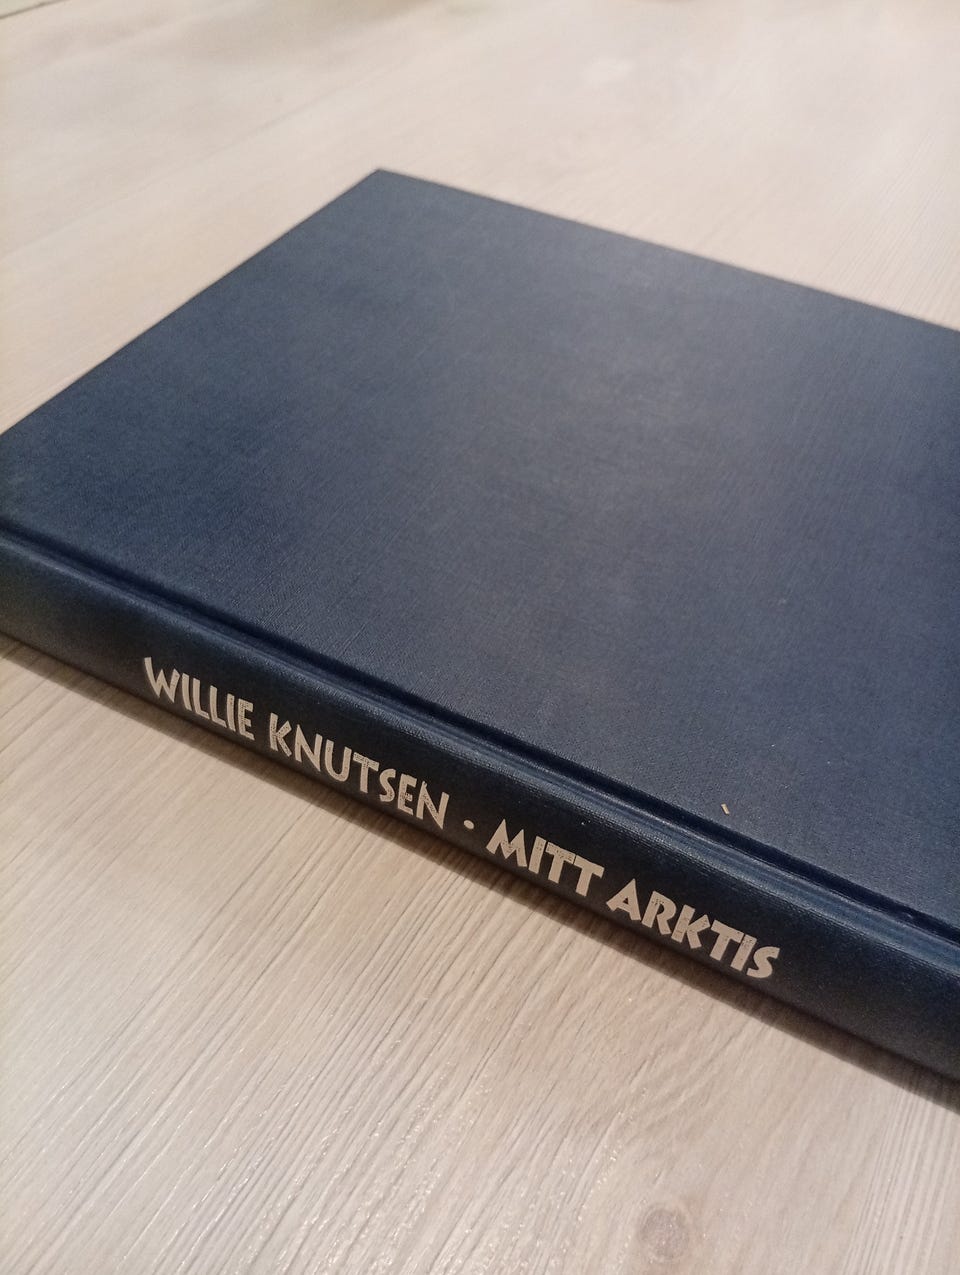 WILLIE KNUTSEN · MITT ARKTIS